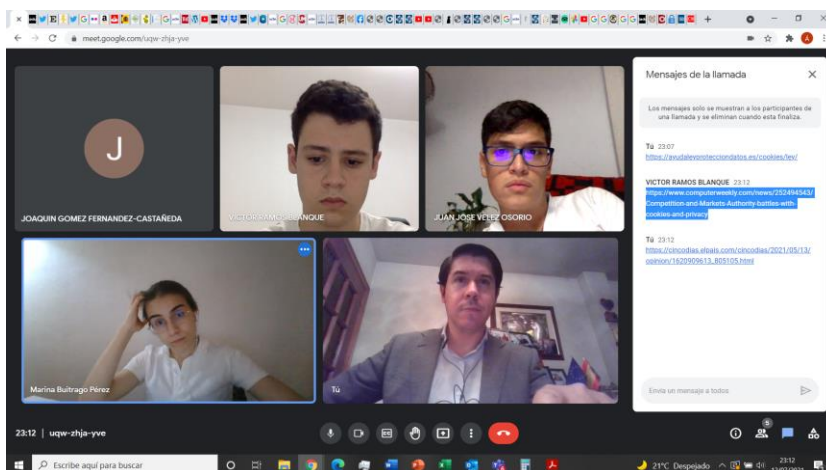 meet.google.com/uqw-zhja-yve
J
JOAQUIN GOMEZ FERNANDEZ-CASTAÑEDA
VICTOR RAMOS BLANQUE
JUAN JOSE VELEZ OSORIO
Marina Buitrago Pérez
Tú
Mensajes de la llamada
Los mensajes solo se muestran a los participantes de
una llamada y se eliminan cuando esta finaliza.
Tú 23:07
https://ayudaleyprotecciondatos.es/cookies/ley/
VICTOR RAMOS BLANQUE 23:12
https://www.computerweekly.com/news/252494543/
Competition-and-Markets-Authority-battles-with-
cookies-and-privacy
Tú 23:12
https://cincodias.elpais.com/cincodias/2021/05/13/
opinion/1620909613_805105.html
Envía un mensaje a todos
23:12 | uqw-zhja-yve
5
Escribe aquí para buscar
21°C Despejado
23:12